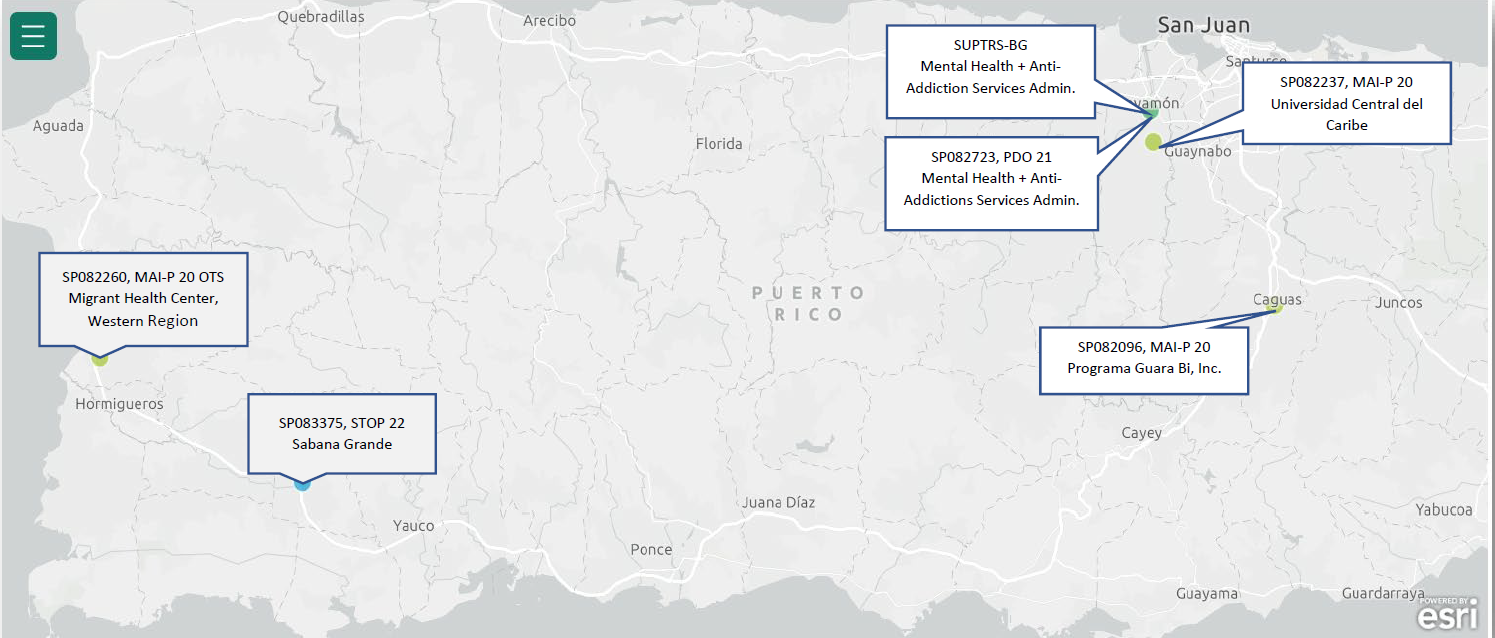 Quebradillas
Arecibo
San Juan
Santurce
SUPTRS-BG
Mental Health + Anti-
Addiction Services Admin.
SP082237, MAI-P 20
Universidad Central del
Caribe
yamón
Aguada
Florida
Guaynabo
SP082723, PDO 21
Mental Health + Anti-
Addictions Services Admin.
SP082260, MAI-P 20 OTS
Migrant Health Center,
Western Region
PUERTO
RICO
Caguas
Juncos
SP082096, MAI-P 20
Programa Guara Bi, Inc.
Hormigueros
SP083375, STOP 22
Sabana Grande
Cayey
Juana Díaz
Yabucoa
Yauco
Ponce
Guayama
Guardarraya
POWERED BY
esri